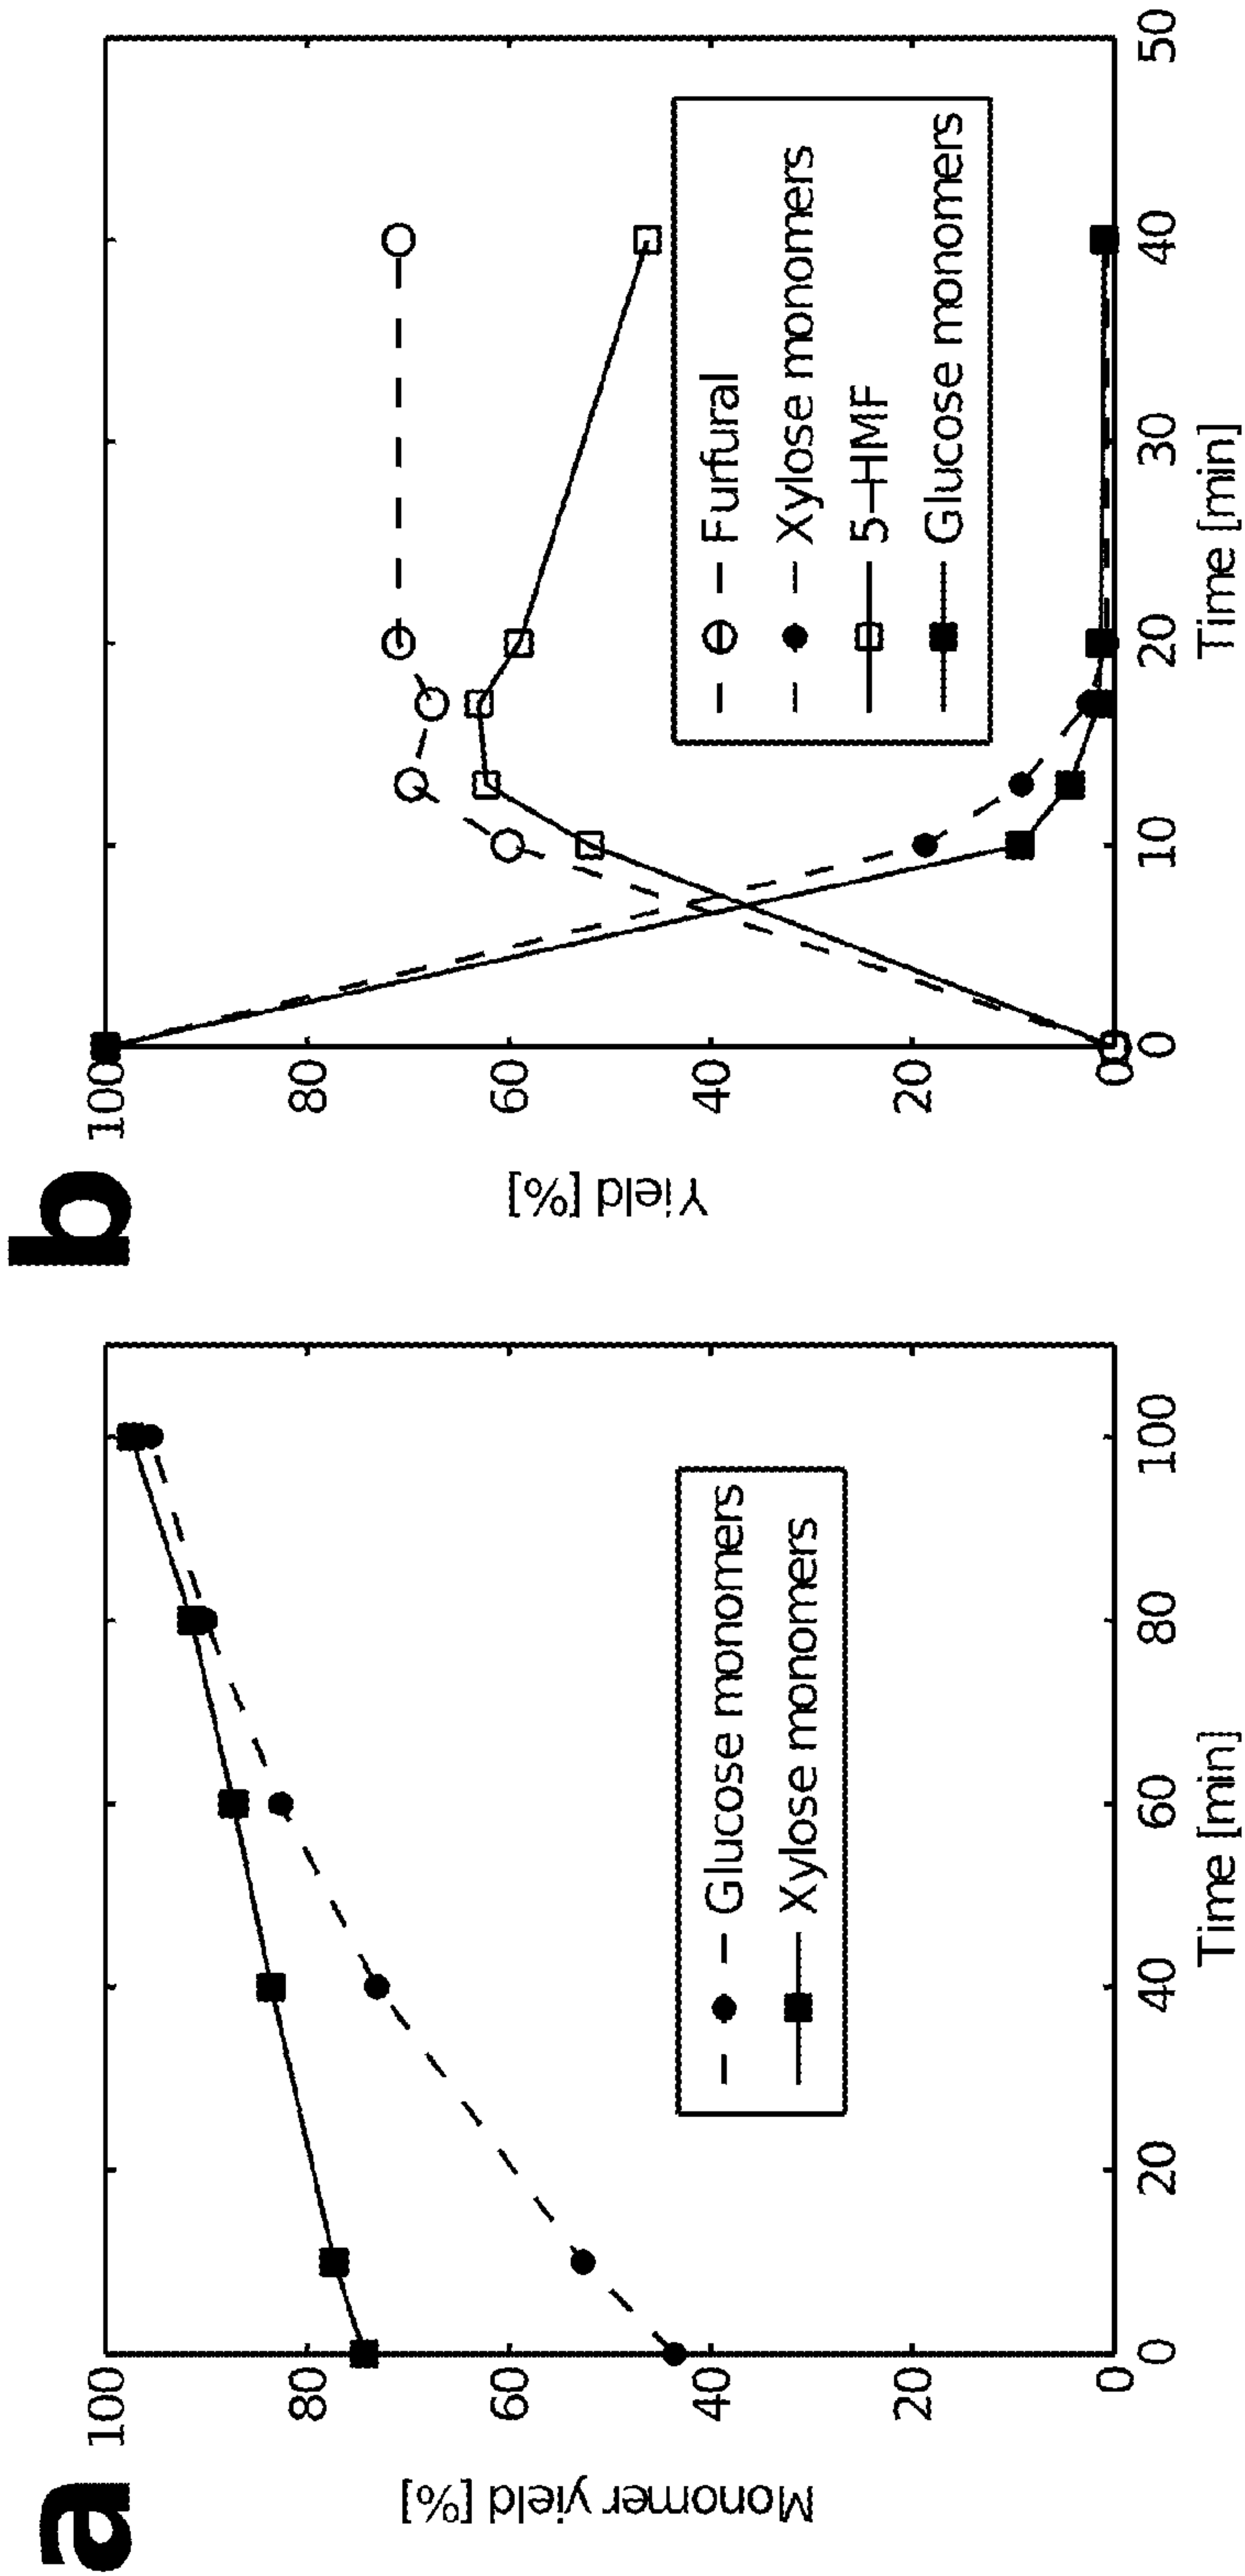 a
Monomer yield [%]
100
80
60
40
20
0
0 20 40 60 80 100
Time [min]
Glucose monomers
Xylose monomers
b
Yield [%]
100
80
60
40
20
0
0 10 20 30 40 50
Time [min]
Furfural
Xylose monomers
5-HMF
Glucose monomers